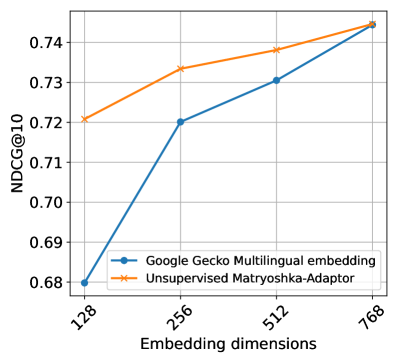 NDCG@10
0.74
0.73
0.72
0.71
0.70
0.69
0.68
Google Gecko Multilingual embedding
Unsupervised Matryoshka-Adaptor
128
256
512
768
Embedding dimensions